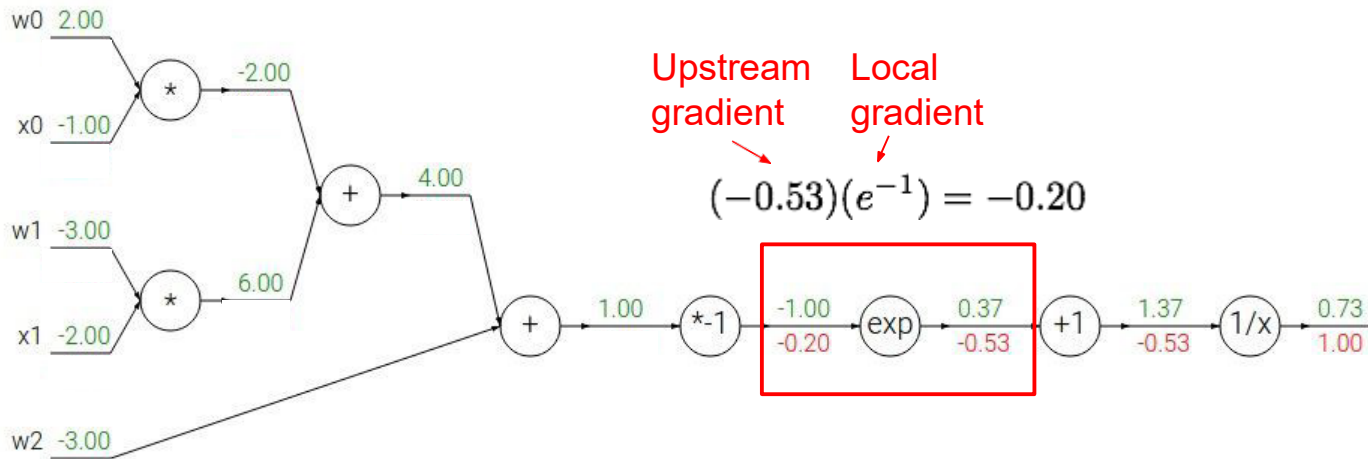 w0 2.00
-2.00
*
x0 -1.00
Upstream gradient
Local gradient
(-0.53)(e^{-1}) = -0.20
4.00
+
w1 -3.00
6.00
*
x1 -2.00
+
1.00
*-1
-1.00
-0.20
exp
0.37
-0.53
+1
1.37
-0.53
1/x
0.73
1.00
w2 -3.00